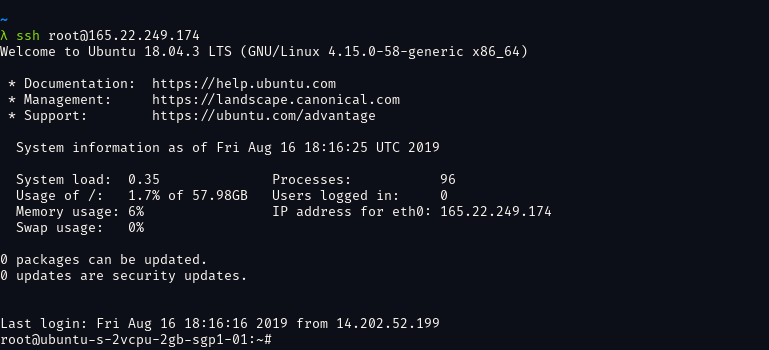 ~
λ ssh root@165.22.249.174
Welcome to Ubuntu 18.04.3 LTS (GNU/Linux 4.15.0-58-generic x86_64)
* Documentation:  https://help.ubuntu.com
* Management:     https://landscape.canonical.com
* Support:        https://ubuntu.com/advantage
System information as of Fri Aug 16 18:16:25 UTC 2019
System load:  0.35              Processes:           96
Usage of /:   1.7% of 57.98GB   Users logged in:     0
Memory usage: 6%                IP address for eth0: 165.22.249.174
Swap usage:   0%
0 packages can be updated.
0 updates are security updates.
Last login: Fri Aug 16 18:16:16 2019 from 14.202.52.199
root@ubuntu-s-2vcpu-2gb-sgp1-01:~#